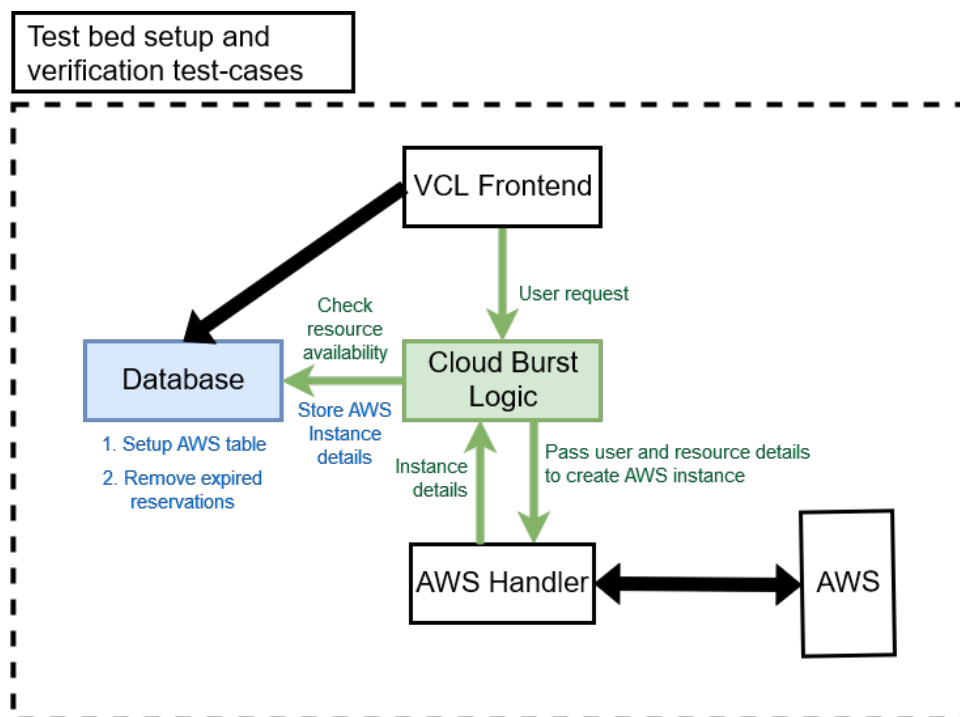 Test bed setup and
verification test-cases
VCL Frontend
User request
Check
resource
availability
Database
Cloud Burst
Logic
Store AWS
Instance
details
1. Setup AWS table
2. Remove expired
reservations
Instance
details
Pass user and resource details
to create AWS instance
AWS Handler
AWS